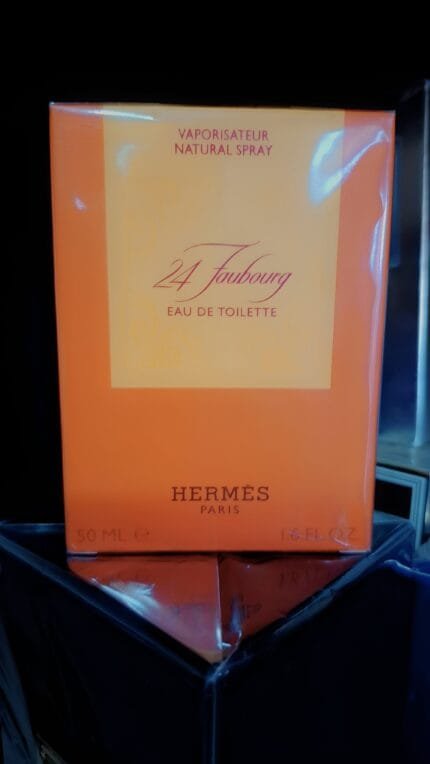 VAPORISATEUR
NATURAL SPRAY
24 Faubourg
EAU DE TOILETTE
HERMÈS
PARIS
50 ML ℮ 1.6 FL.OZ